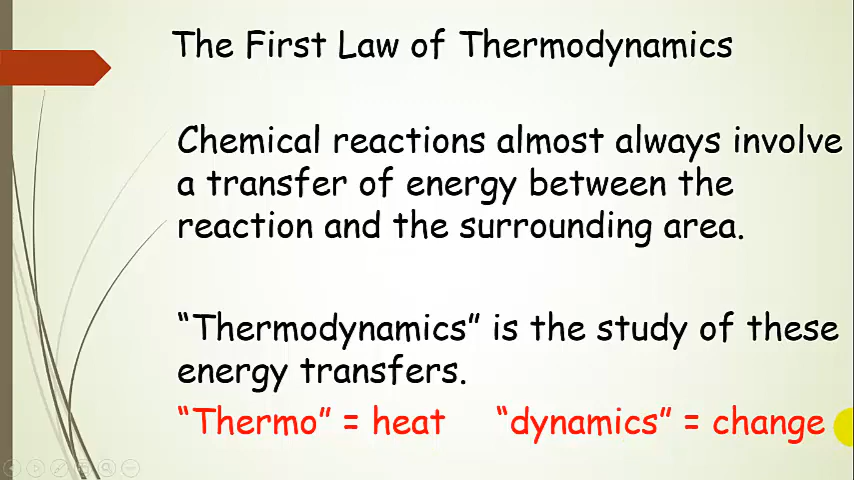 The First Law of Thermodynamics
Chemical reactions almost always involve
a transfer of energy between the
reaction and the surrounding area.
“Thermodynamics” is the study of these
energy transfers.
“Thermo” = heat “dynamics” = change